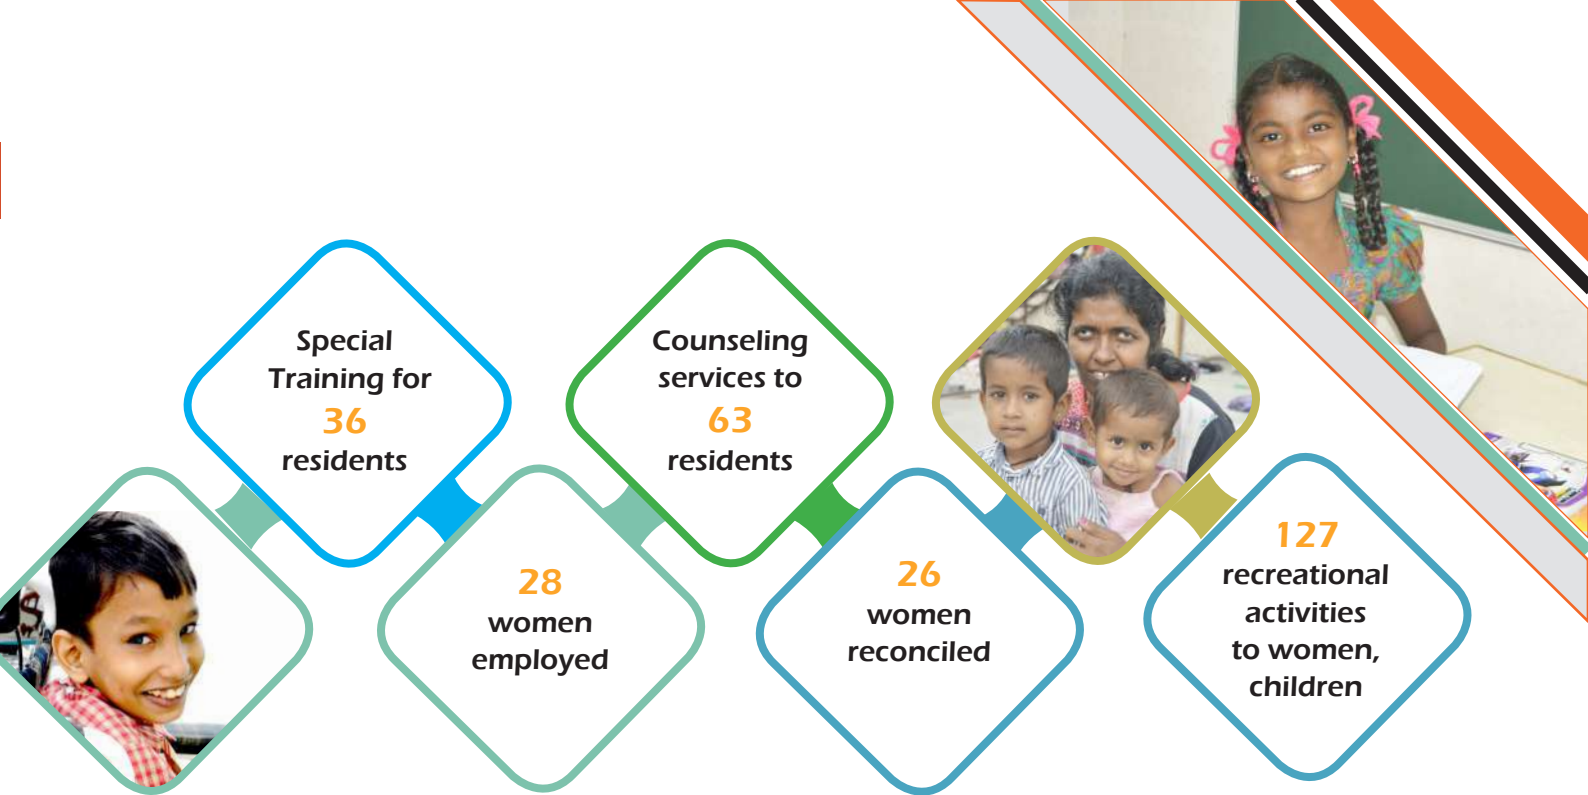 Special
Training for
36
residents
28
women
employed
Counseling
services to
63
residents
26
women
reconciled
127
recreational
activities
to women,
children